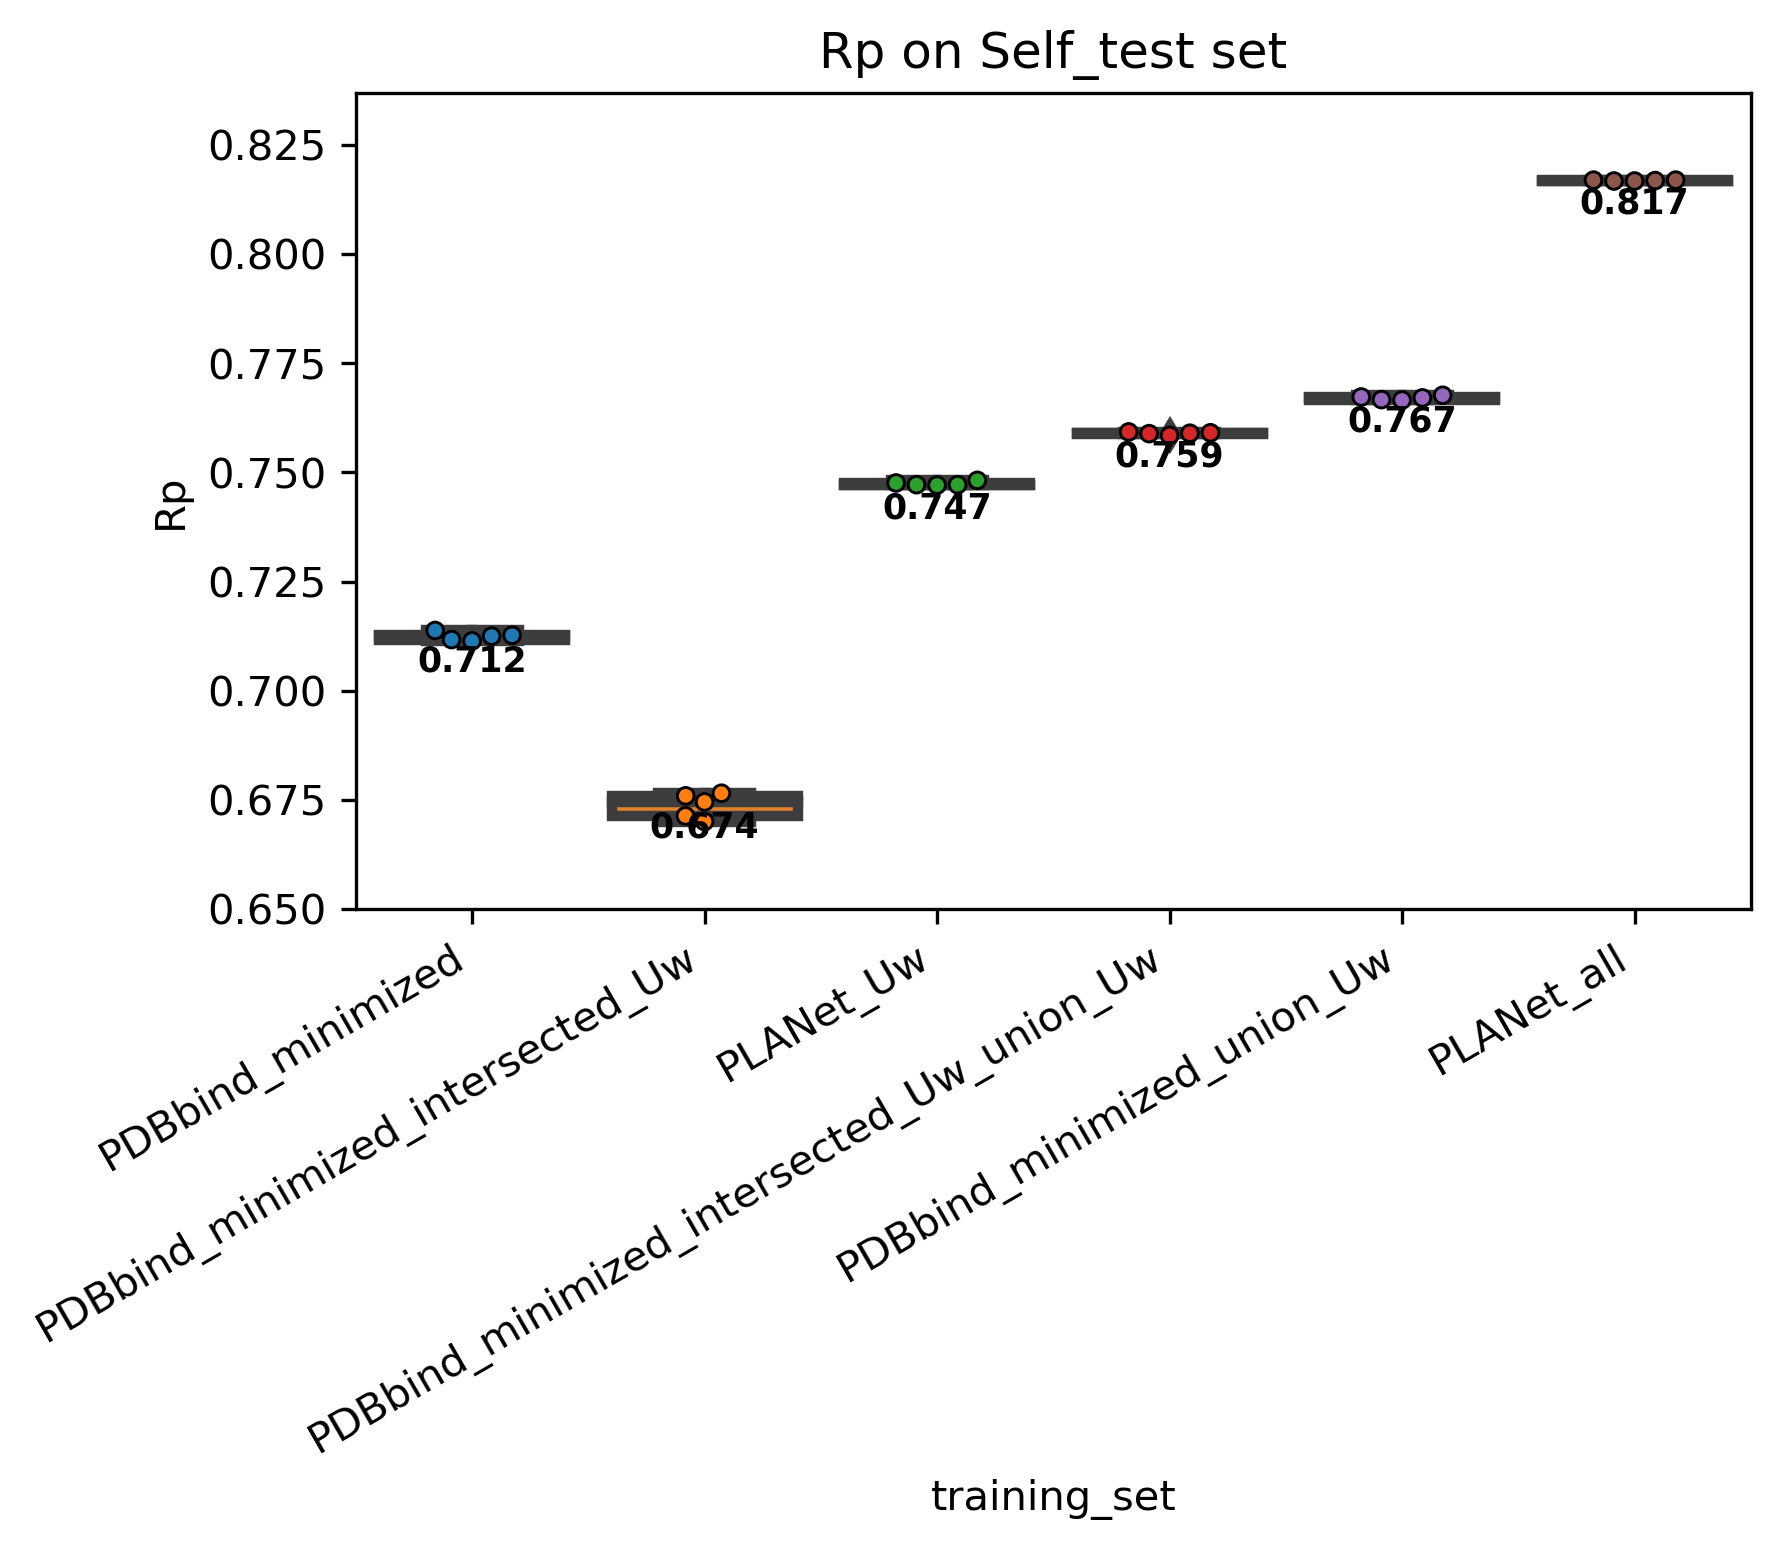 Rp on Self_test set
Rp
0.825
0.800
0.775
0.750
0.725
0.700
0.675
0.650
0.712
0.674
0.747
0.759
0.767
0.817
PDBbind_minimized
PDBbind_minimized_intersected_Uw
PLANet_Uw
PDBbind_minimized_intersected_Uw_union_Uw
PDBbind_minimized_union_Uw
PLANet_all
training_set